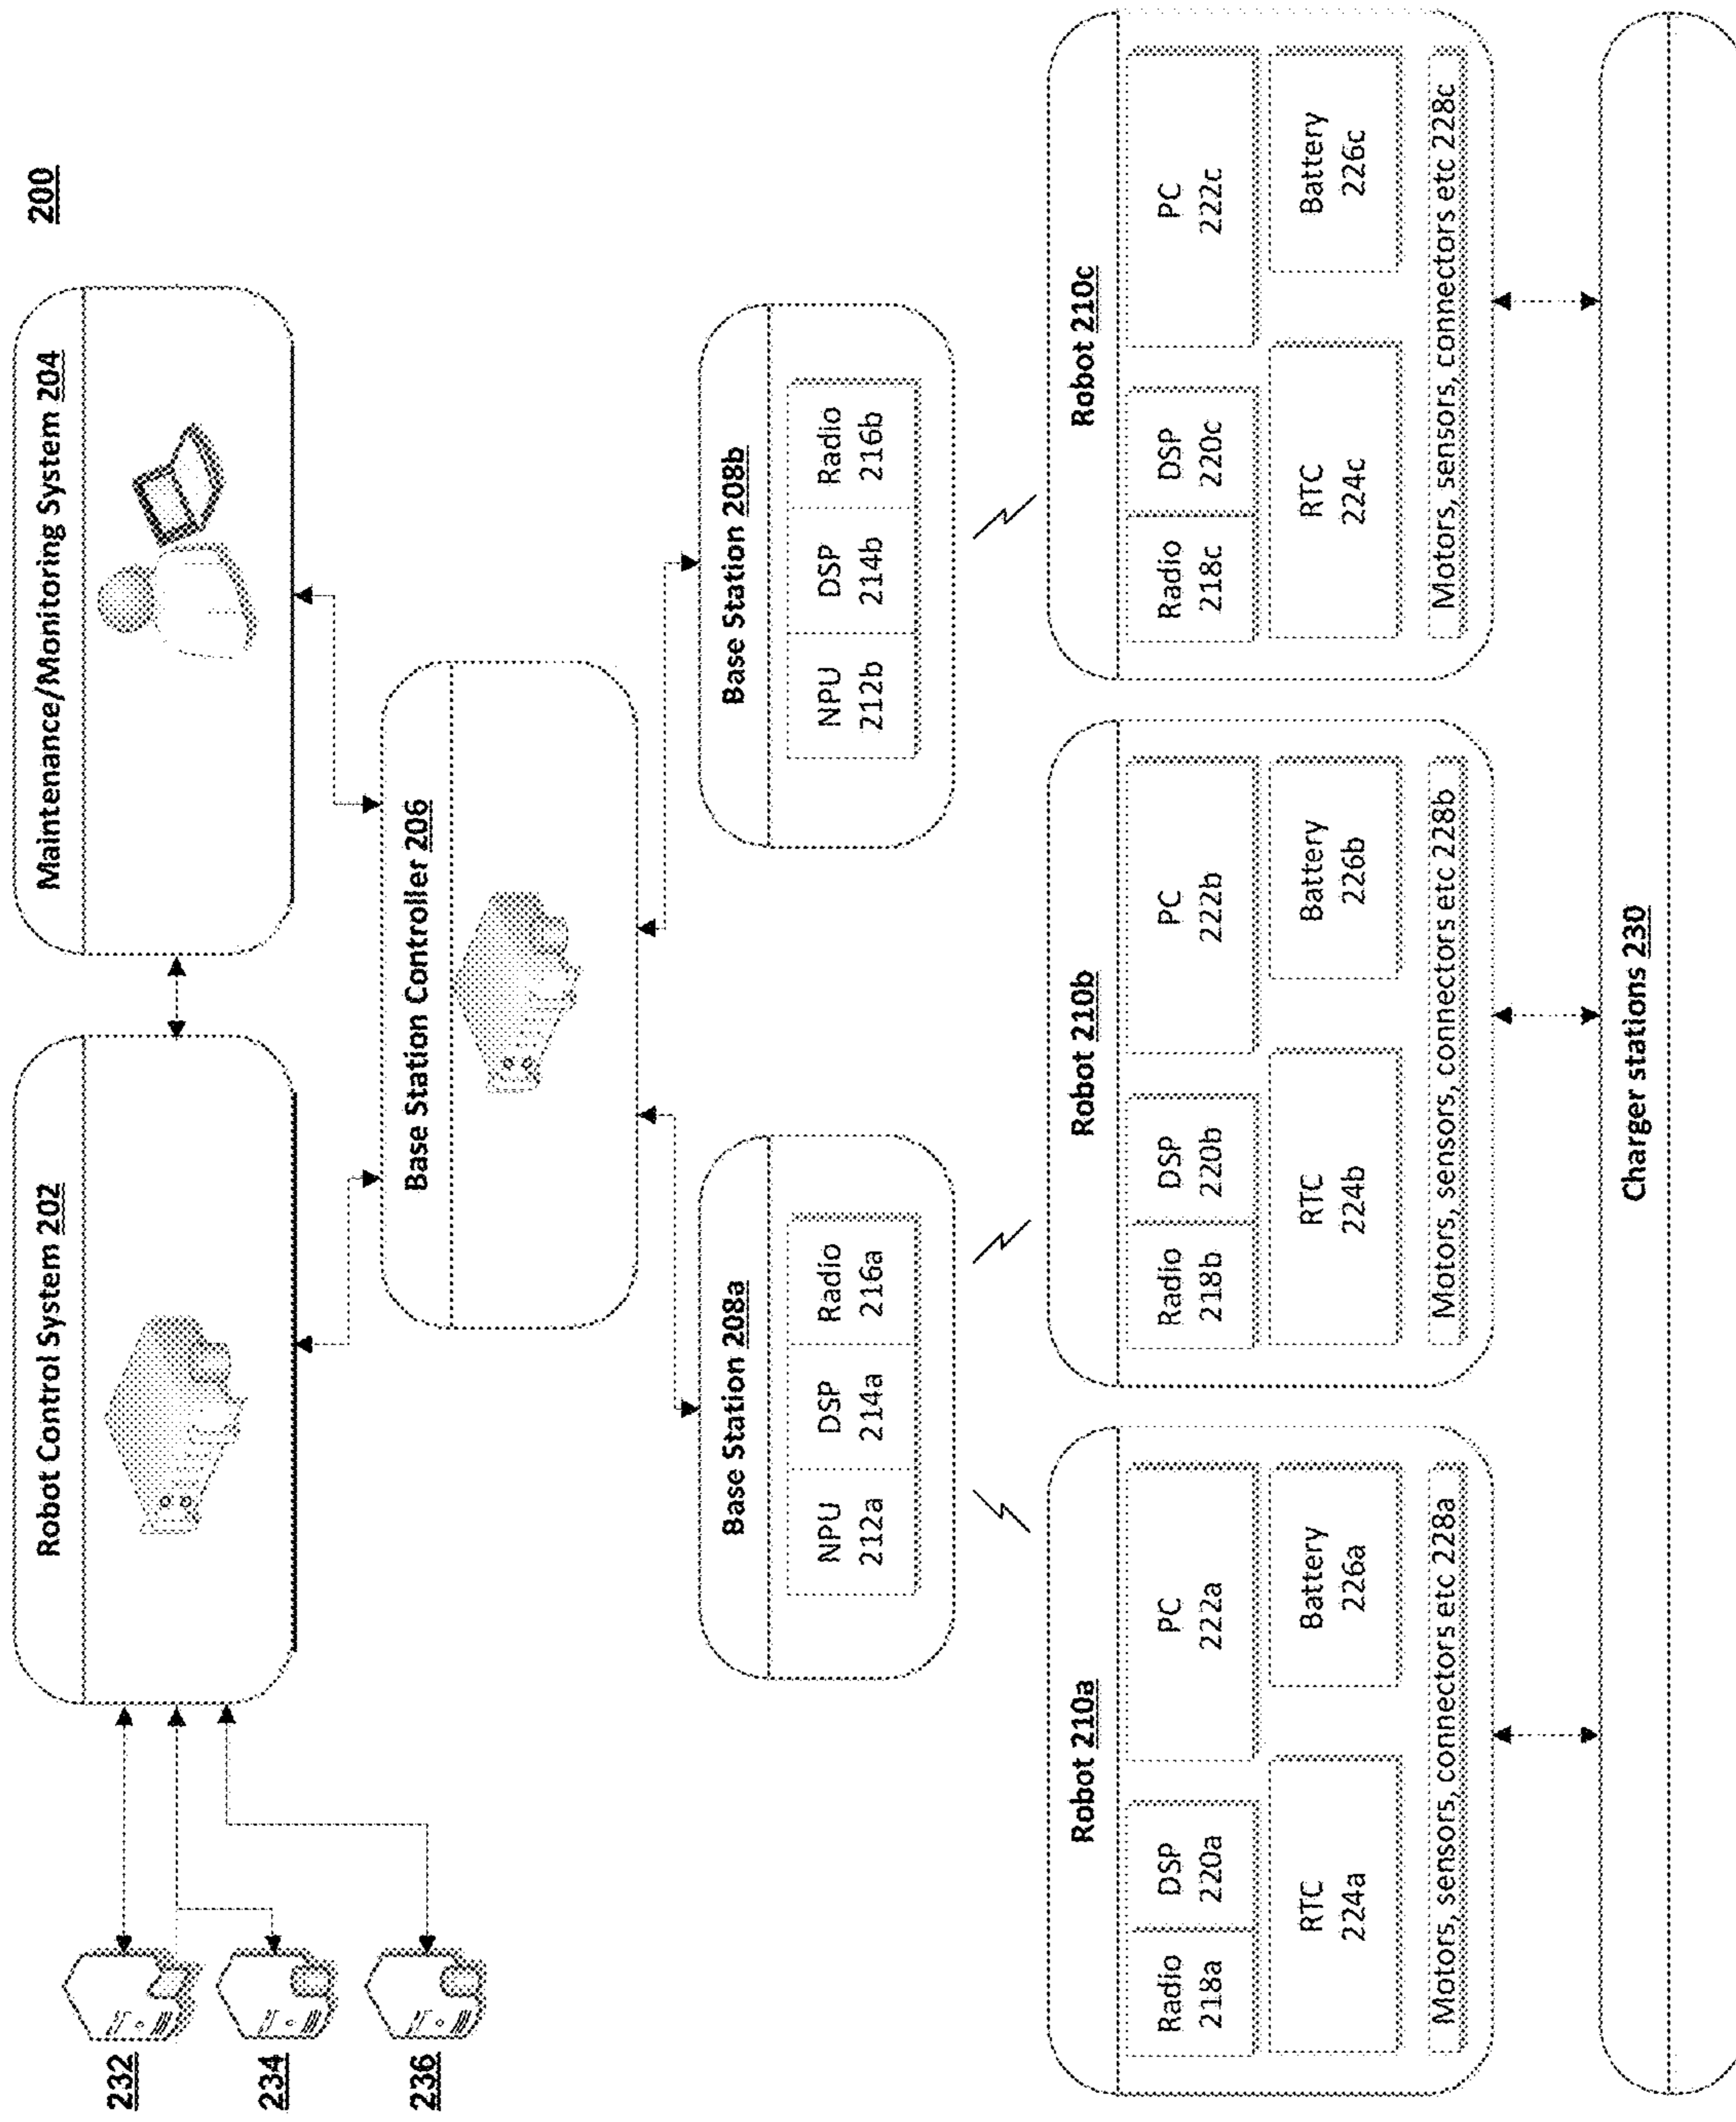 200
Robot Control System 202
Maintenance/Monitoring System 204
232
234
236
Base Station Controller 206
Base Station 208a
NPU
212a
DSP
214a
Radio
216a
Base Station 208b
NPU
212b
DSP
214b
Radio
216b
Robot 210a
Radio
218a
DSP
220a
PC
222a
RTC
224a
Battery
226a
Motors, sensors, connectors etc 228a
Robot 210b
Radio
218b
DSP
220b
PC
222b
RTC
224b
Battery
226b
Motors, sensors, connectors etc 228b
Robot 210c
Radio
218c
DSP
220c
PC
222c
RTC
224c
Battery
226c
Motors, sensors, connectors etc 228c
Charger stations 230